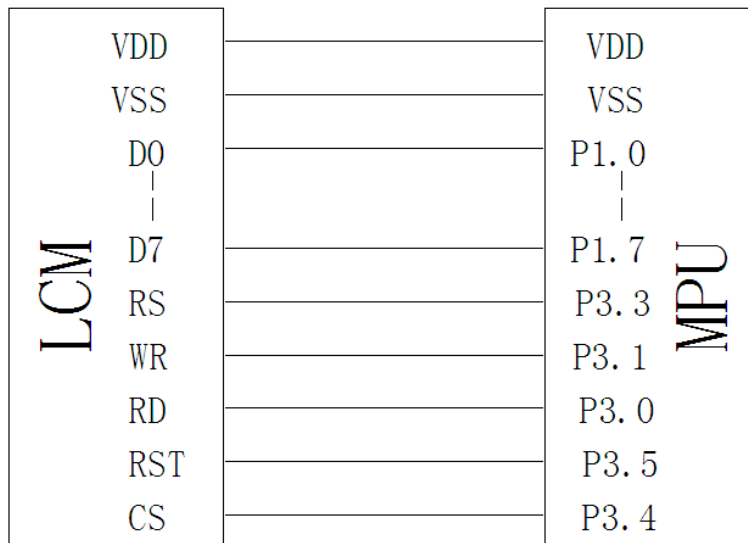 VDD VDD
VSS VSS
D0 P1.0
D7 P1.7
RS P3.3
WR P3.1
RD P3.0
RST P3.5
CS P3.4
LCM
MPU